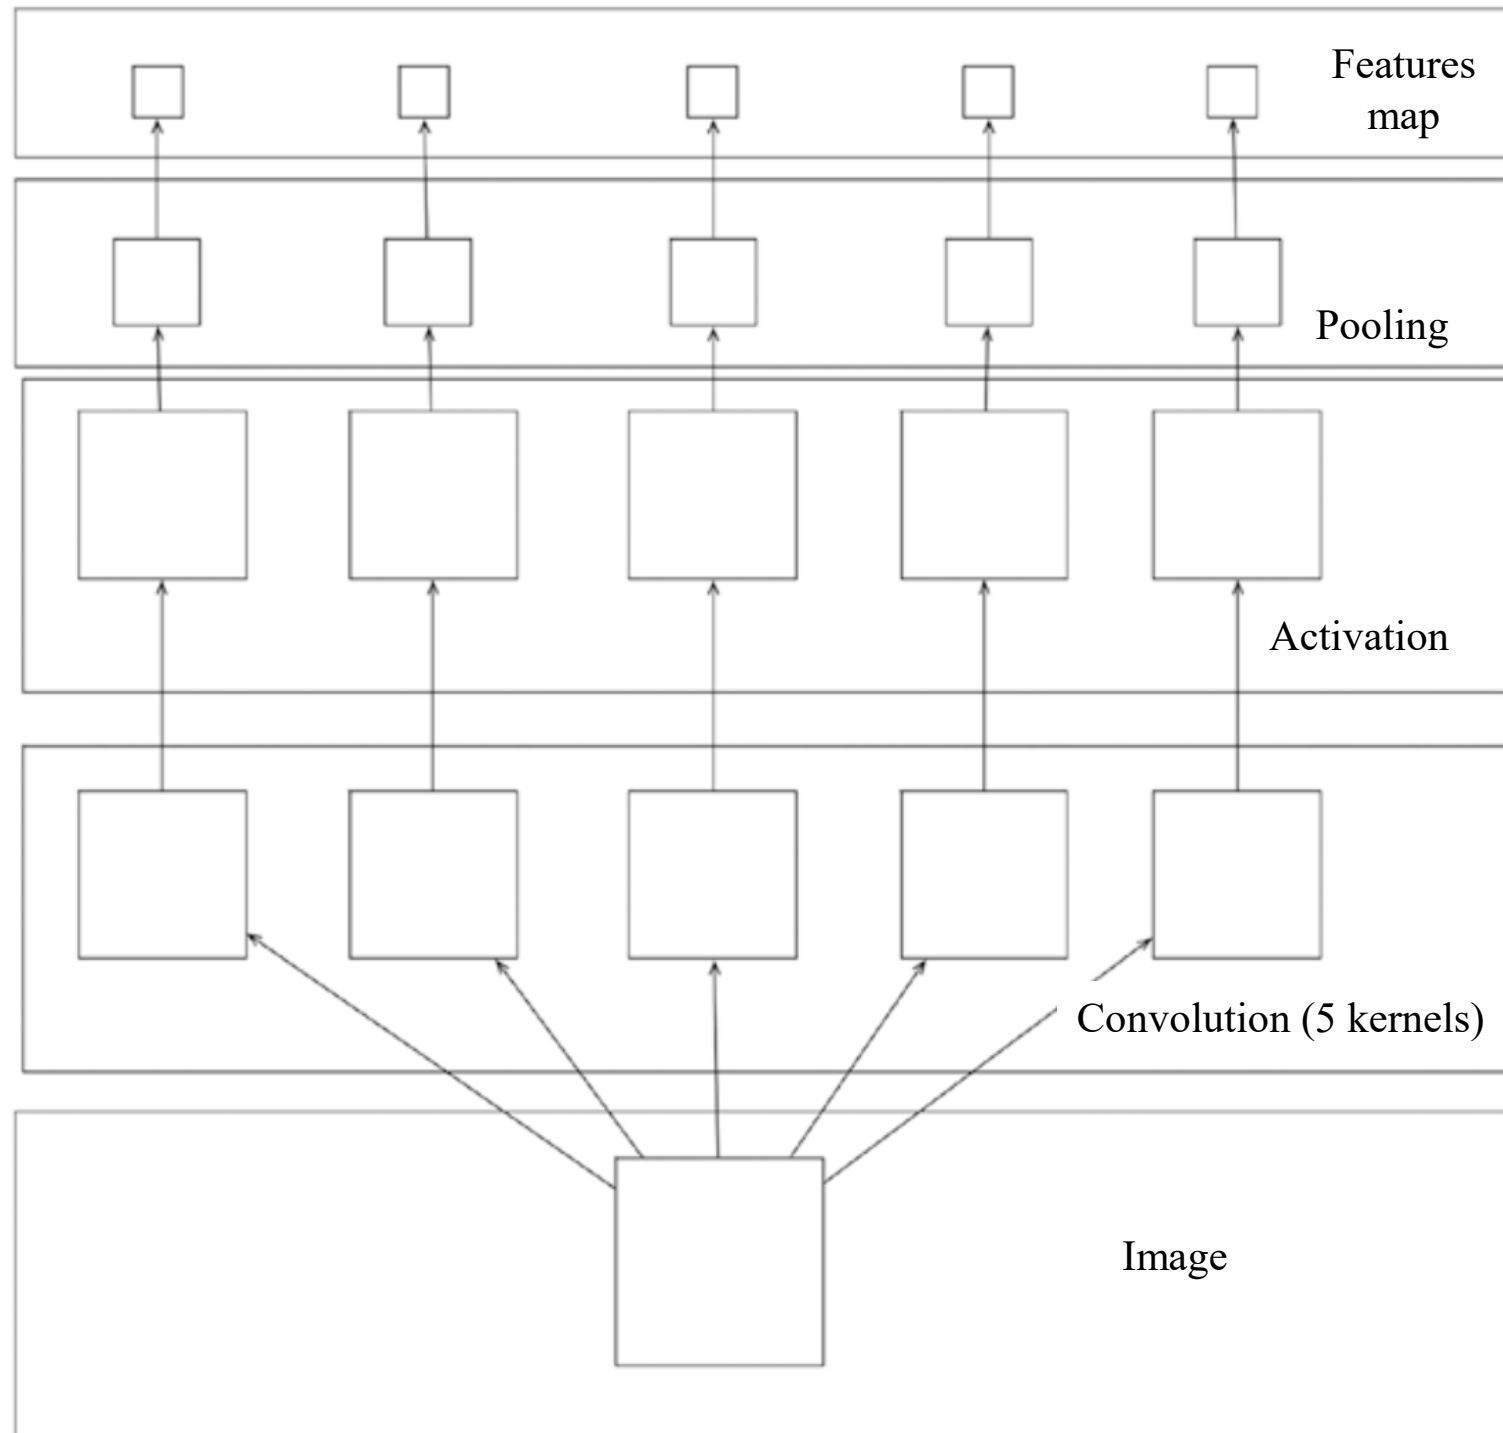 Features
map
Pooling
Activation
Convolution (5 kernels)
Image